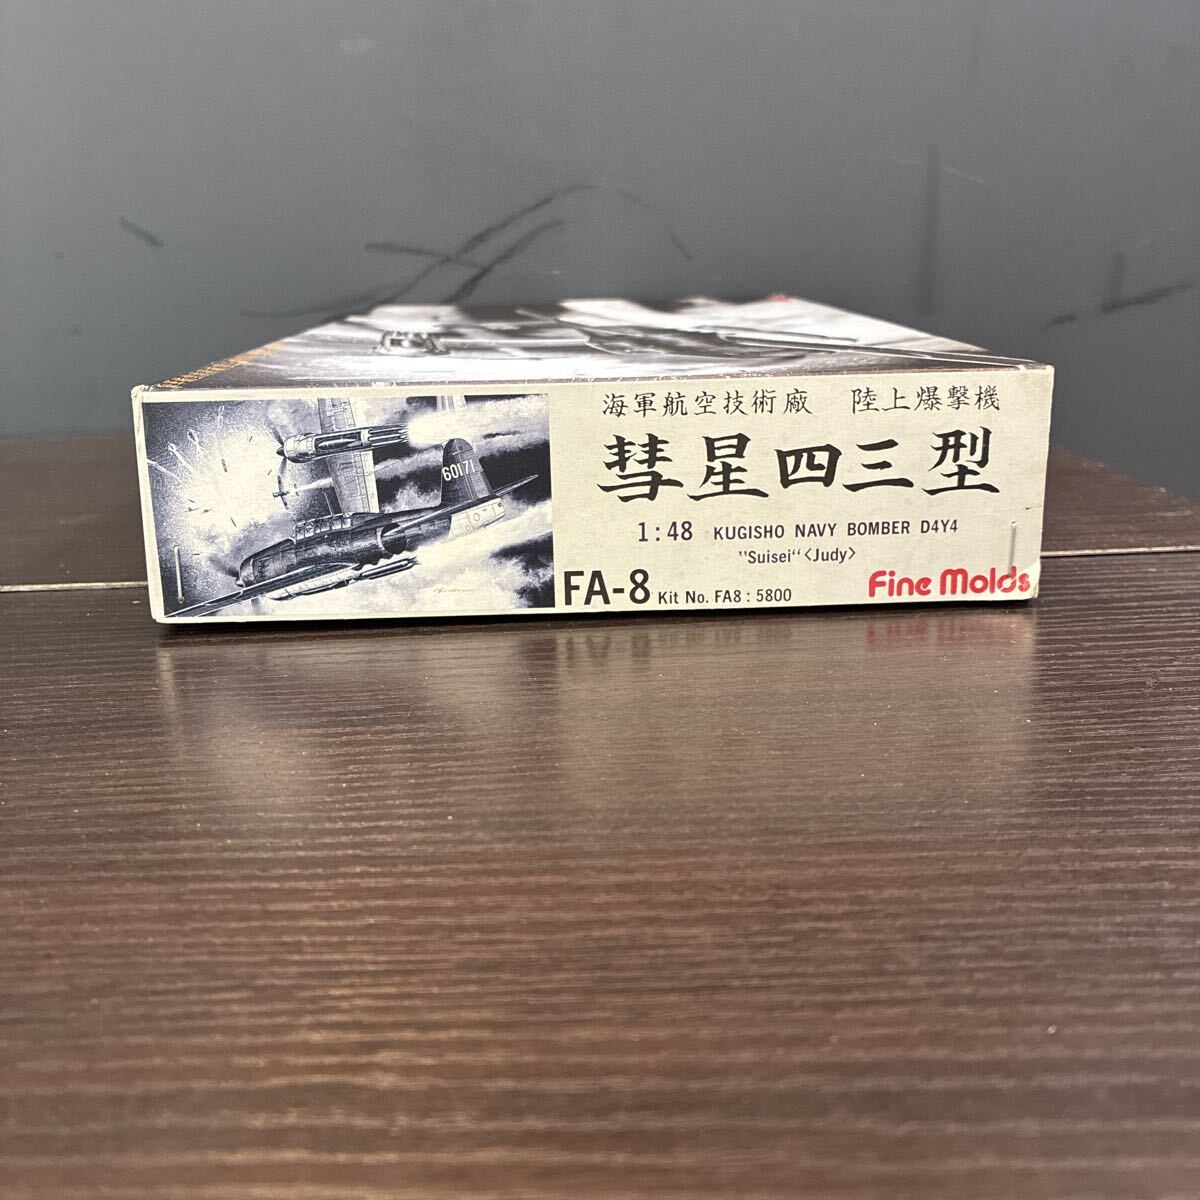 海軍航空技術廠 陸上爆撃機
彗星四三型
1:48 KUGISHO NAVY BOMBER D4Y4
"Suisei" <Judy>
FA-8 Kit No. FA8 : 5800
Fine Molds
60171